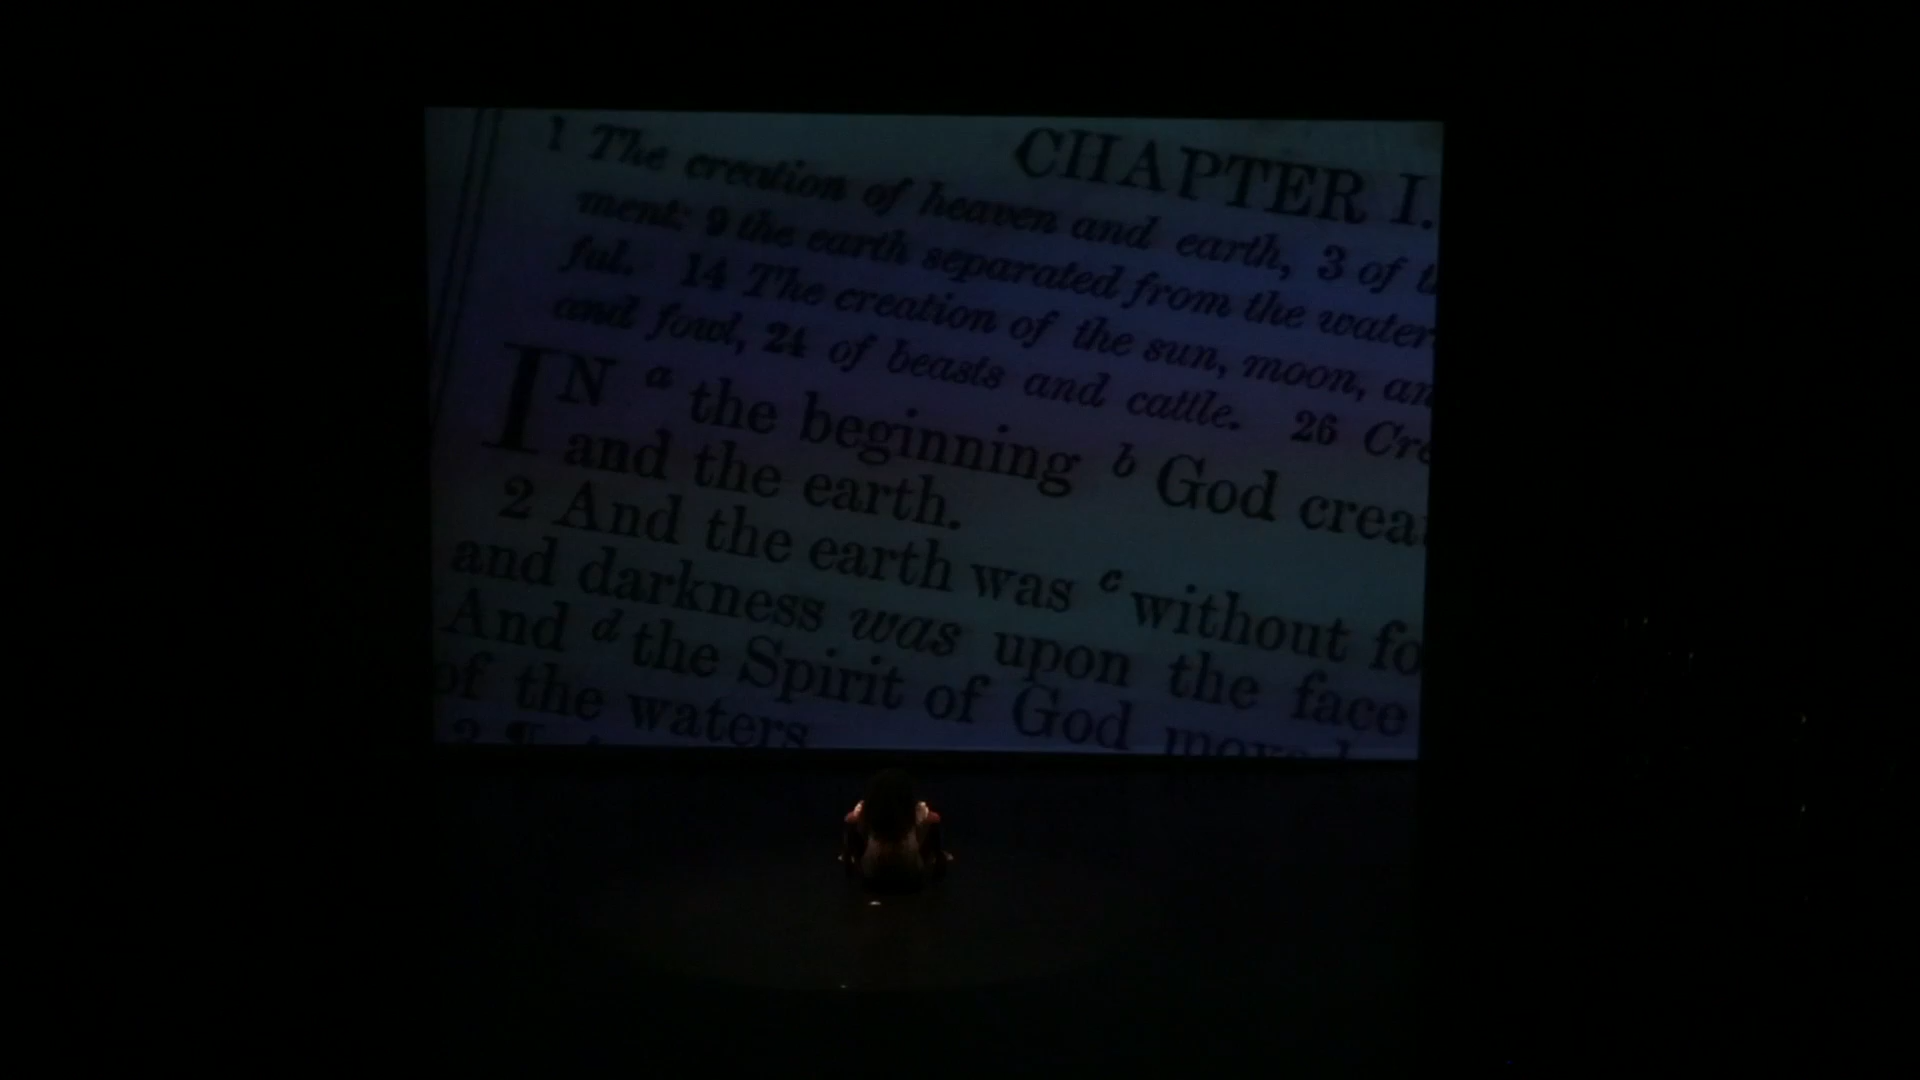 CHAPTER I.
1 The creation of heaven and earth, 3 of
ment: 9 the earth separated from the water
ful. 14 The creation of the sun, moon, an
and fowl, 24 of beasts and cattle. 26 Cre
IN a the beginning b God crea
and the earth.
2 And the earth was c without fo
and darkness was upon the face
And d the Spirit of God moved
of the waters